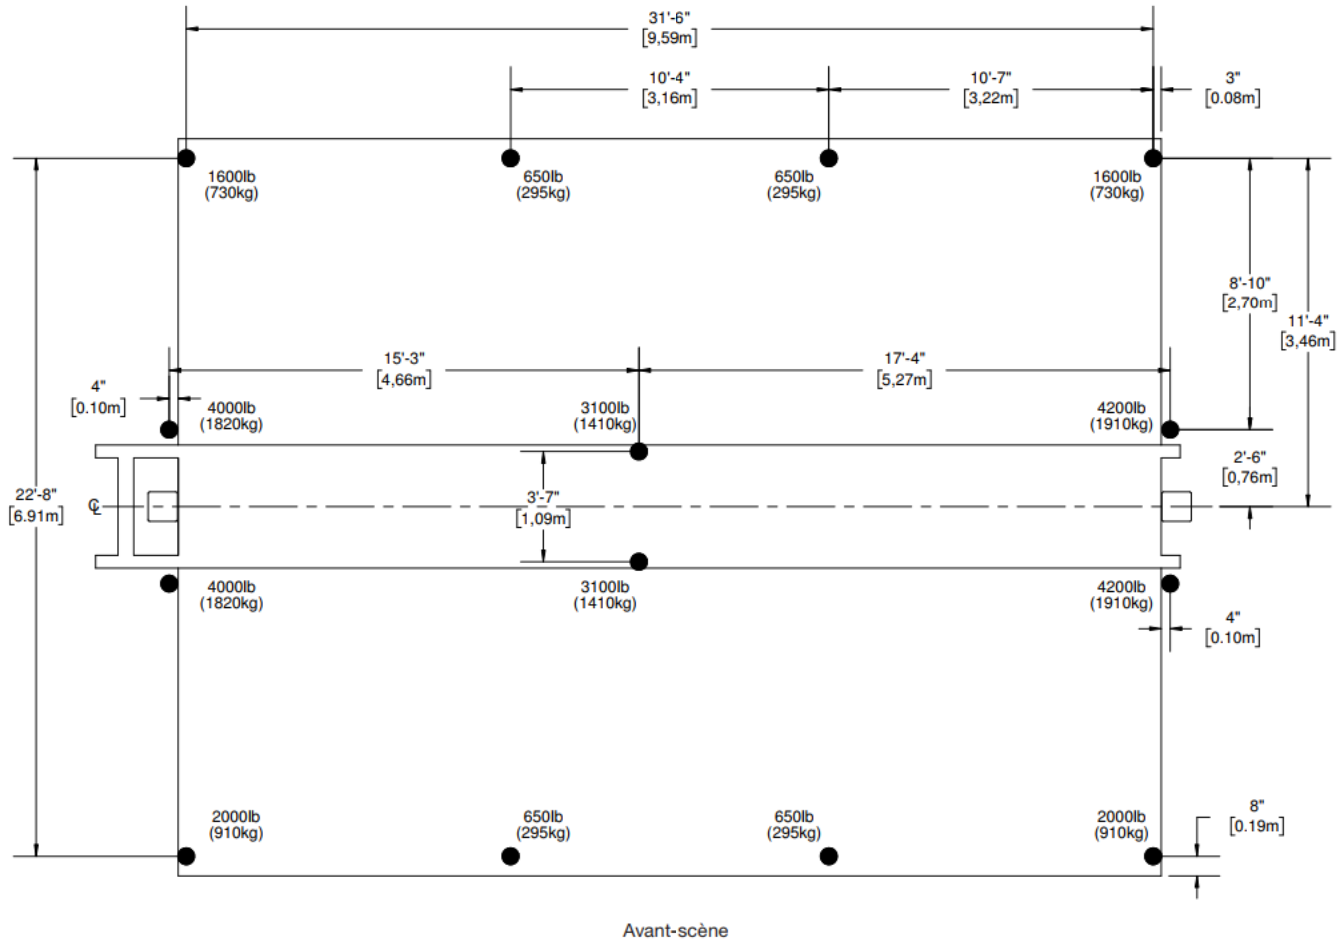 31'-6"
[9,59m]
10'-4"
[3,16m]
10'-7"
[3,22m]
3"
[0.08m]
1600lb
(730kg)
650lb
(295kg)
650lb
(295kg)
1600lb
(730kg)
8'-10"
[2,70m]
11'-4"
[3,46m]
15'-3"
[4,66m]
17'-4"
[5,27m]
4"
[0.10m]
4000lb
(1820kg)
3100lb
(1410kg)
4200lb
(1910kg)
2'-6"
[0,76m]
22'-8"
[6.91m]
℄
3'-7"
[1,09m]
4000lb
(1820kg)
3100lb
(1410kg)
4200lb
(1910kg)
4"
[0.10m]
2000lb
(910kg)
650lb
(295kg)
650lb
(295kg)
2000lb
(910kg)
8"
[0.19m]
Avant-scène